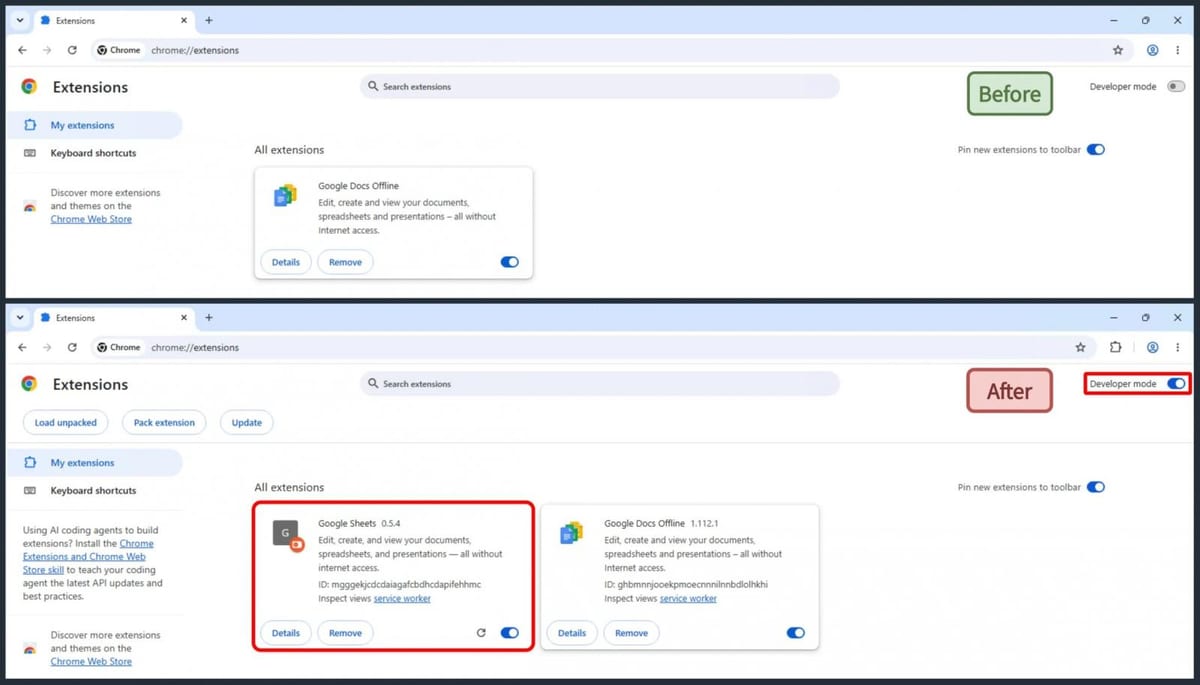 Extensions
Chrome chrome://extensions
Extensions
Search extensions
Before
Developer mode
My extensions
Keyboard shortcuts
Discover more extensions
and themes on the
Chrome Web Store
All extensions
Pin new extensions to toolbar
Google Docs Offline
Edit, create and view your documents,
spreadsheets and presentations – all without
internet access.
Details Remove
Extensions
Chrome chrome://extensions
Extensions
Search extensions
After
Developer mode
Load unpacked Pack extension Update
My extensions
Keyboard shortcuts
Using AI coding agents to build
extensions? Install the Chrome
Extensions and Chrome Web
Store skill to teach your coding
agent the latest API updates and
best practices.
Discover more extensions
and themes on the
Chrome Web Store
All extensions
Pin new extensions to toolbar
G
Google Sheets 0.5.4
Edit, create, and view your documents,
spreadsheets, and presentations — all without
internet access.
ID: mgggekjcdcdaiagafcbdhcdapifehhmc
Inspect views service worker
Details Remove
Google Docs Offline 1.112.1
Edit, create and view your documents,
spreadsheets and presentations – all without
internet access.
ID: ghbmnnjooekpmoecnnnilnnbdlolhkhi
Inspect views service worker
Details Remove